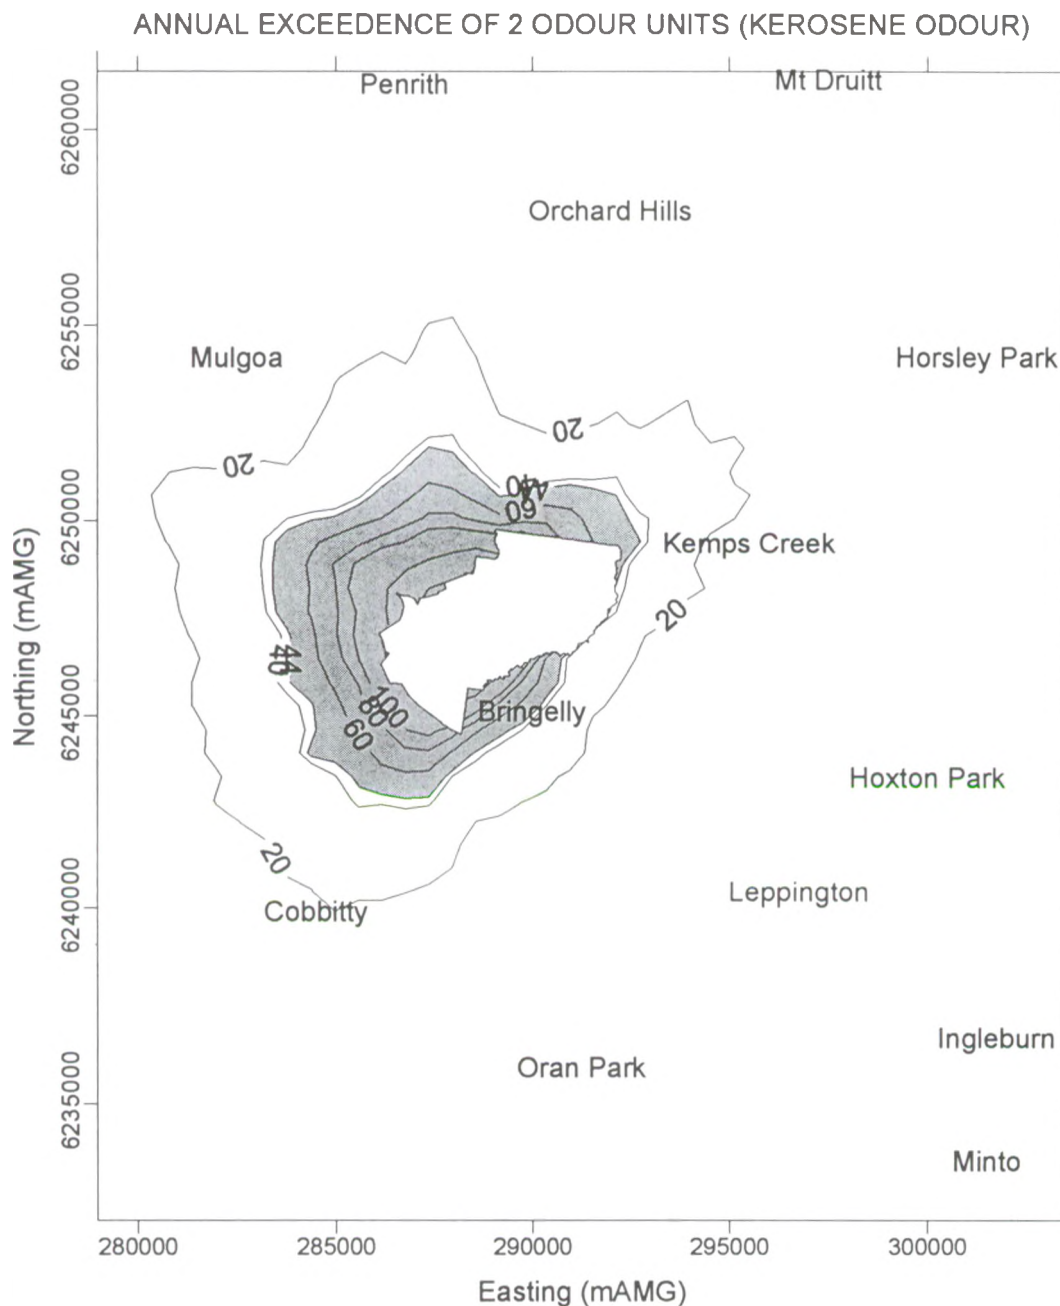 ANNUAL EXCEEDENCE OF 2 ODOUR UNITS (KEROSENE ODOUR)
Penrith
Mt Druitt
6260000
Orchard Hills
6255000
Mulgoa
Horsley Park
20
20
40
44
60
6250000
Kemps Creek
20
Northing (mAMG)
44
40
6245000
100
80
60
Bringelly
Hoxton Park
20
Leppington
Cobbitty
6240000
Ingleburn
Oran Park
6235000
Minto
280000 285000 290000 295000 300000
Easting (mAMG)